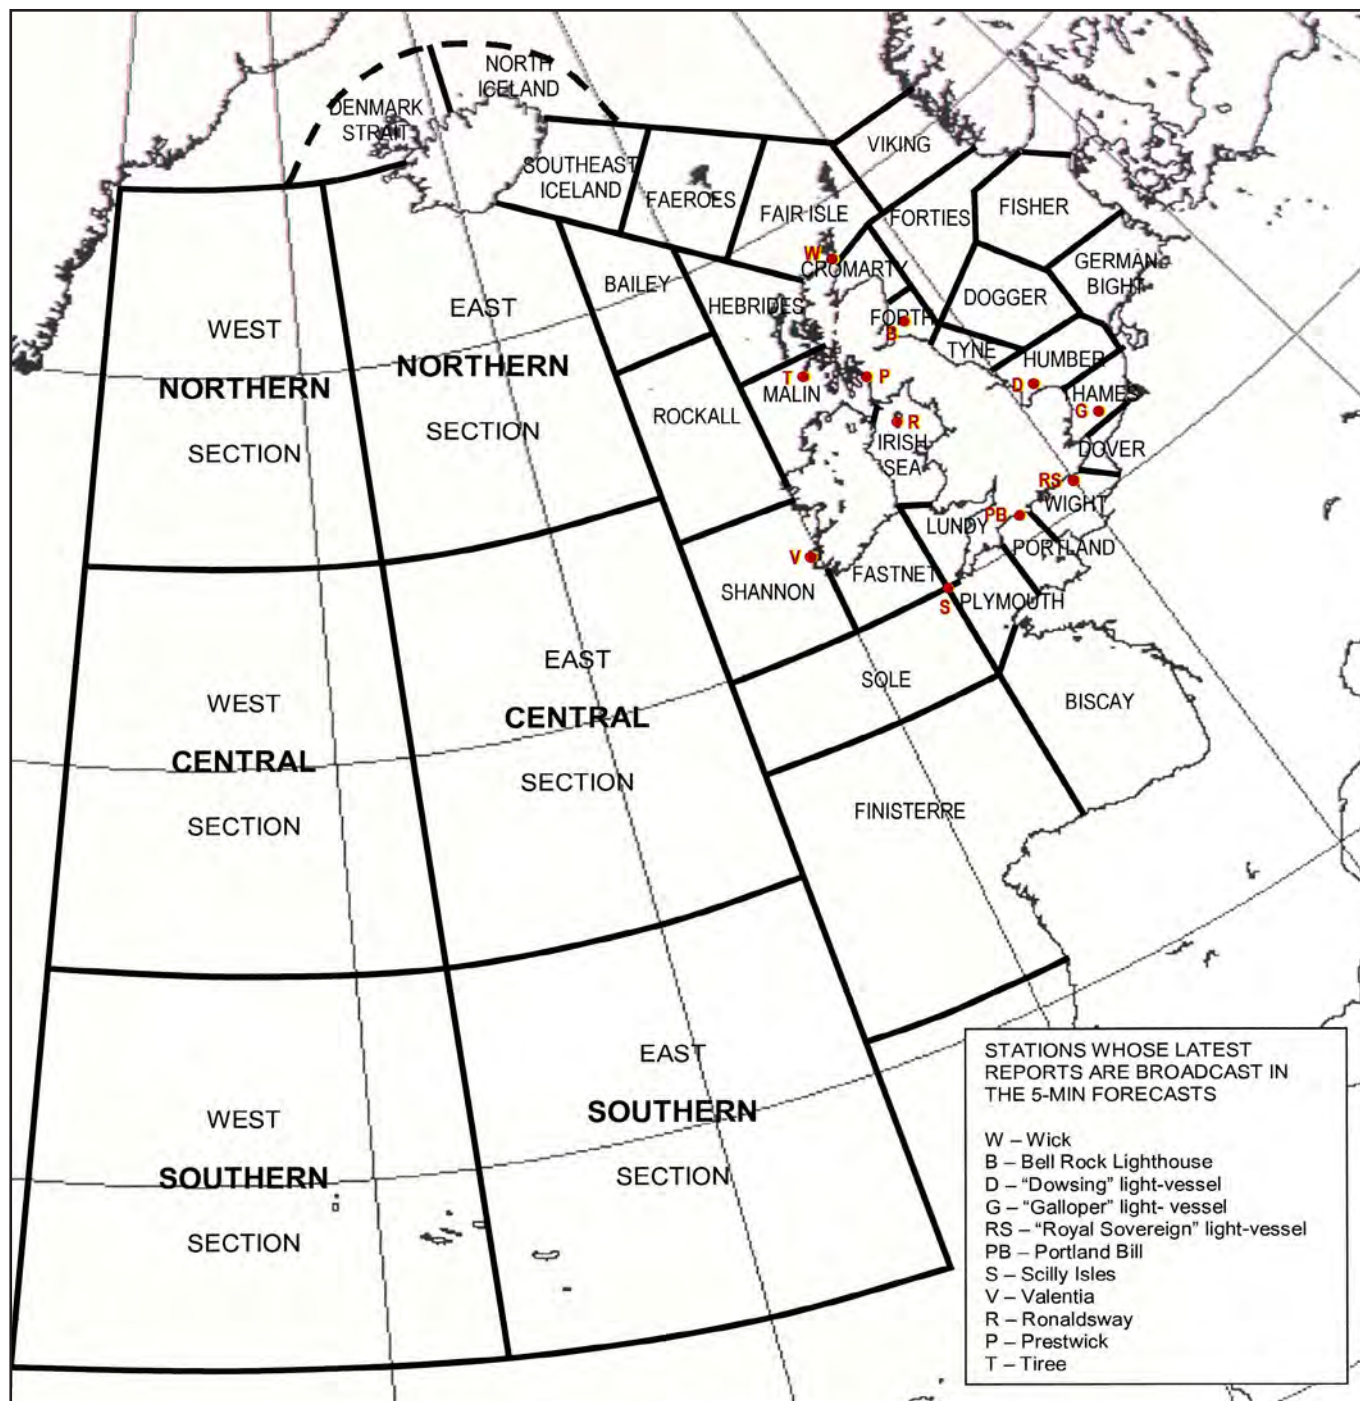 NORTH
ICELAND
DENMARK
STRAIT
VIKING
SOUTHEAST
ICELAND
FAEROES
FAIR ISLE
FORTIES
FISHER
W
CROMARTY
GERMAN
BIGHT
BAILEY
HEBRIDES
DOGGER
WEST
NORTHERN
SECTION
EAST
NORTHERN
SECTION
FORTH
B
TYNE
HUMBER
T
MALIN
P
D
HAMES
G
ROCKALL
R
IRISH
SEA
DOVER
RS
WIGHT
PB
LUNDY
PORTLAND
V
SHANNON
FASTNET
S
PLYMOUTH
SOLE
BISCAY
WEST
CENTRAL
SECTION
EAST
CENTRAL
SECTION
FINISTERRE
WEST
SOUTHERN
SECTION
EAST
SOUTHERN
SECTION
STATIONS WHOSE LATEST
REPORTS ARE BROADCAST IN
THE 5-MIN FORECASTS
W – Wick
B – Bell Rock Lighthouse
D – “Dowsing” light-vessel
G – “Galloper” light- vessel
RS – “Royal Sovereign” light-vessel
PB – Portland Bill
S – Scilly Isles
V – Valentia
R – Ronaldsway
P – Prestwick
T – Tiree